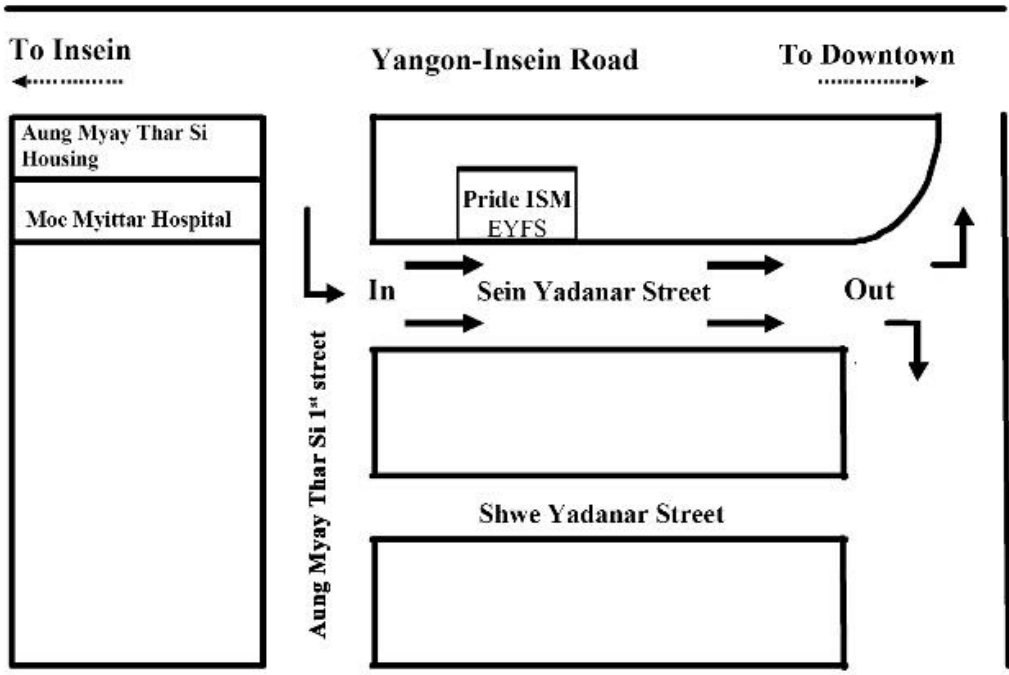 To Insein
Yangon-Insein Road
To Downtown
Aung Myay Thar Si
Housing
Moe Myittar Hospital
Pride ISM
EYFS
In
Sein Yadanar Street
Out
Aung Myay Thar Si 1st street
Shwe Yadanar Street